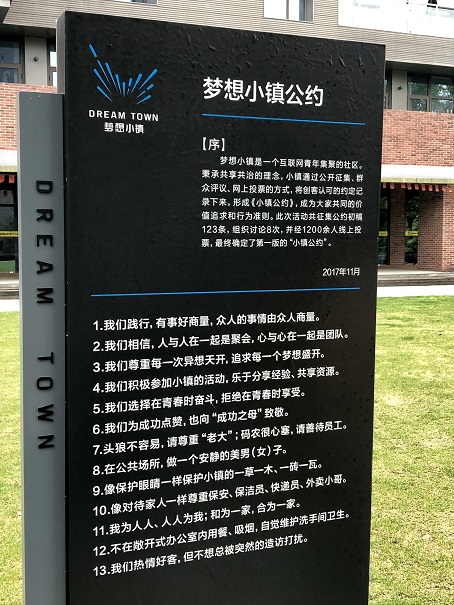 DREAM TOWN
梦想小镇
梦想小镇公约
【序】
梦想小镇是一个互联网青年集聚的社区。
秉承共享共治的理念，小镇通过公开征集、群
众评议、网上投票的方式，将创客认可的约定记
录下来，形成《小镇公约》，成为大家共同的价
值追求和行为准则。此次活动共征集公约初稿
123条，组织讨论8次，并经1200余人线上投
票，最终确定了第一版的“小镇公约”。
2017年11月
1.我们践行，有事好商量，众人的事情由众人商量。
2.我们相信，人与人在一起是聚会，心与心在一起是团队。
3.我们尊重每一次异想天开，追求每一个梦想盛开。
4.我们积极参加小镇的活动，乐于分享经验、共享资源。
5.我们选择在青春时奋斗，拒绝在青春时享受。
6.我们为成功点赞，也向“成功之母”致敬。
7.头狼不容易，请尊重“老大”；码农很心塞，请善待员工。
8.在公共场所，做一个安静的美男（女）子。
9.像保护眼睛一样保护小镇的一草一木、一砖一瓦。
10.像对待家人一样尊重保安、保洁员、快递员、外卖小哥。
11.我为人人、人人为我；和为一家，合为一家。
12.不在敞开式办公室内用餐、吸烟，自觉维护洗手间卫生。
13.我们热情好客，但不想总被突然的造访打扰。
DREAM TOWN